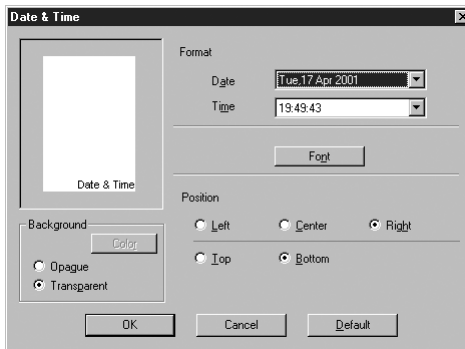 Date & Time
Format
Date Tue,17 Apr 2001
Time 19:49:43
Font
Date & Time
Position
Background
Color
Left Center Right
Opaque
Top Bottom
Transparent
OK Cancel Default